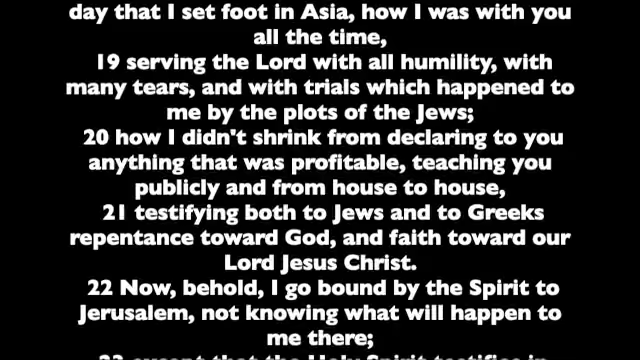 day that I set foot in Asia, how I was with you
all the time,
19 serving the Lord with all humility, with
many tears, and with trials which happened to
me by the plots of the Jews;
20 how I didn't shrink from declaring to you
anything that was profitable, teaching you
publicly and from house to house,
21 testifying both to Jews and to Greeks
repentance toward God, and faith toward our
Lord Jesus Christ.
22 Now, behold, I go bound by the Spirit to
Jerusalem, not knowing what will happen to
me there;
23 except that the Holy Spirit testifies in